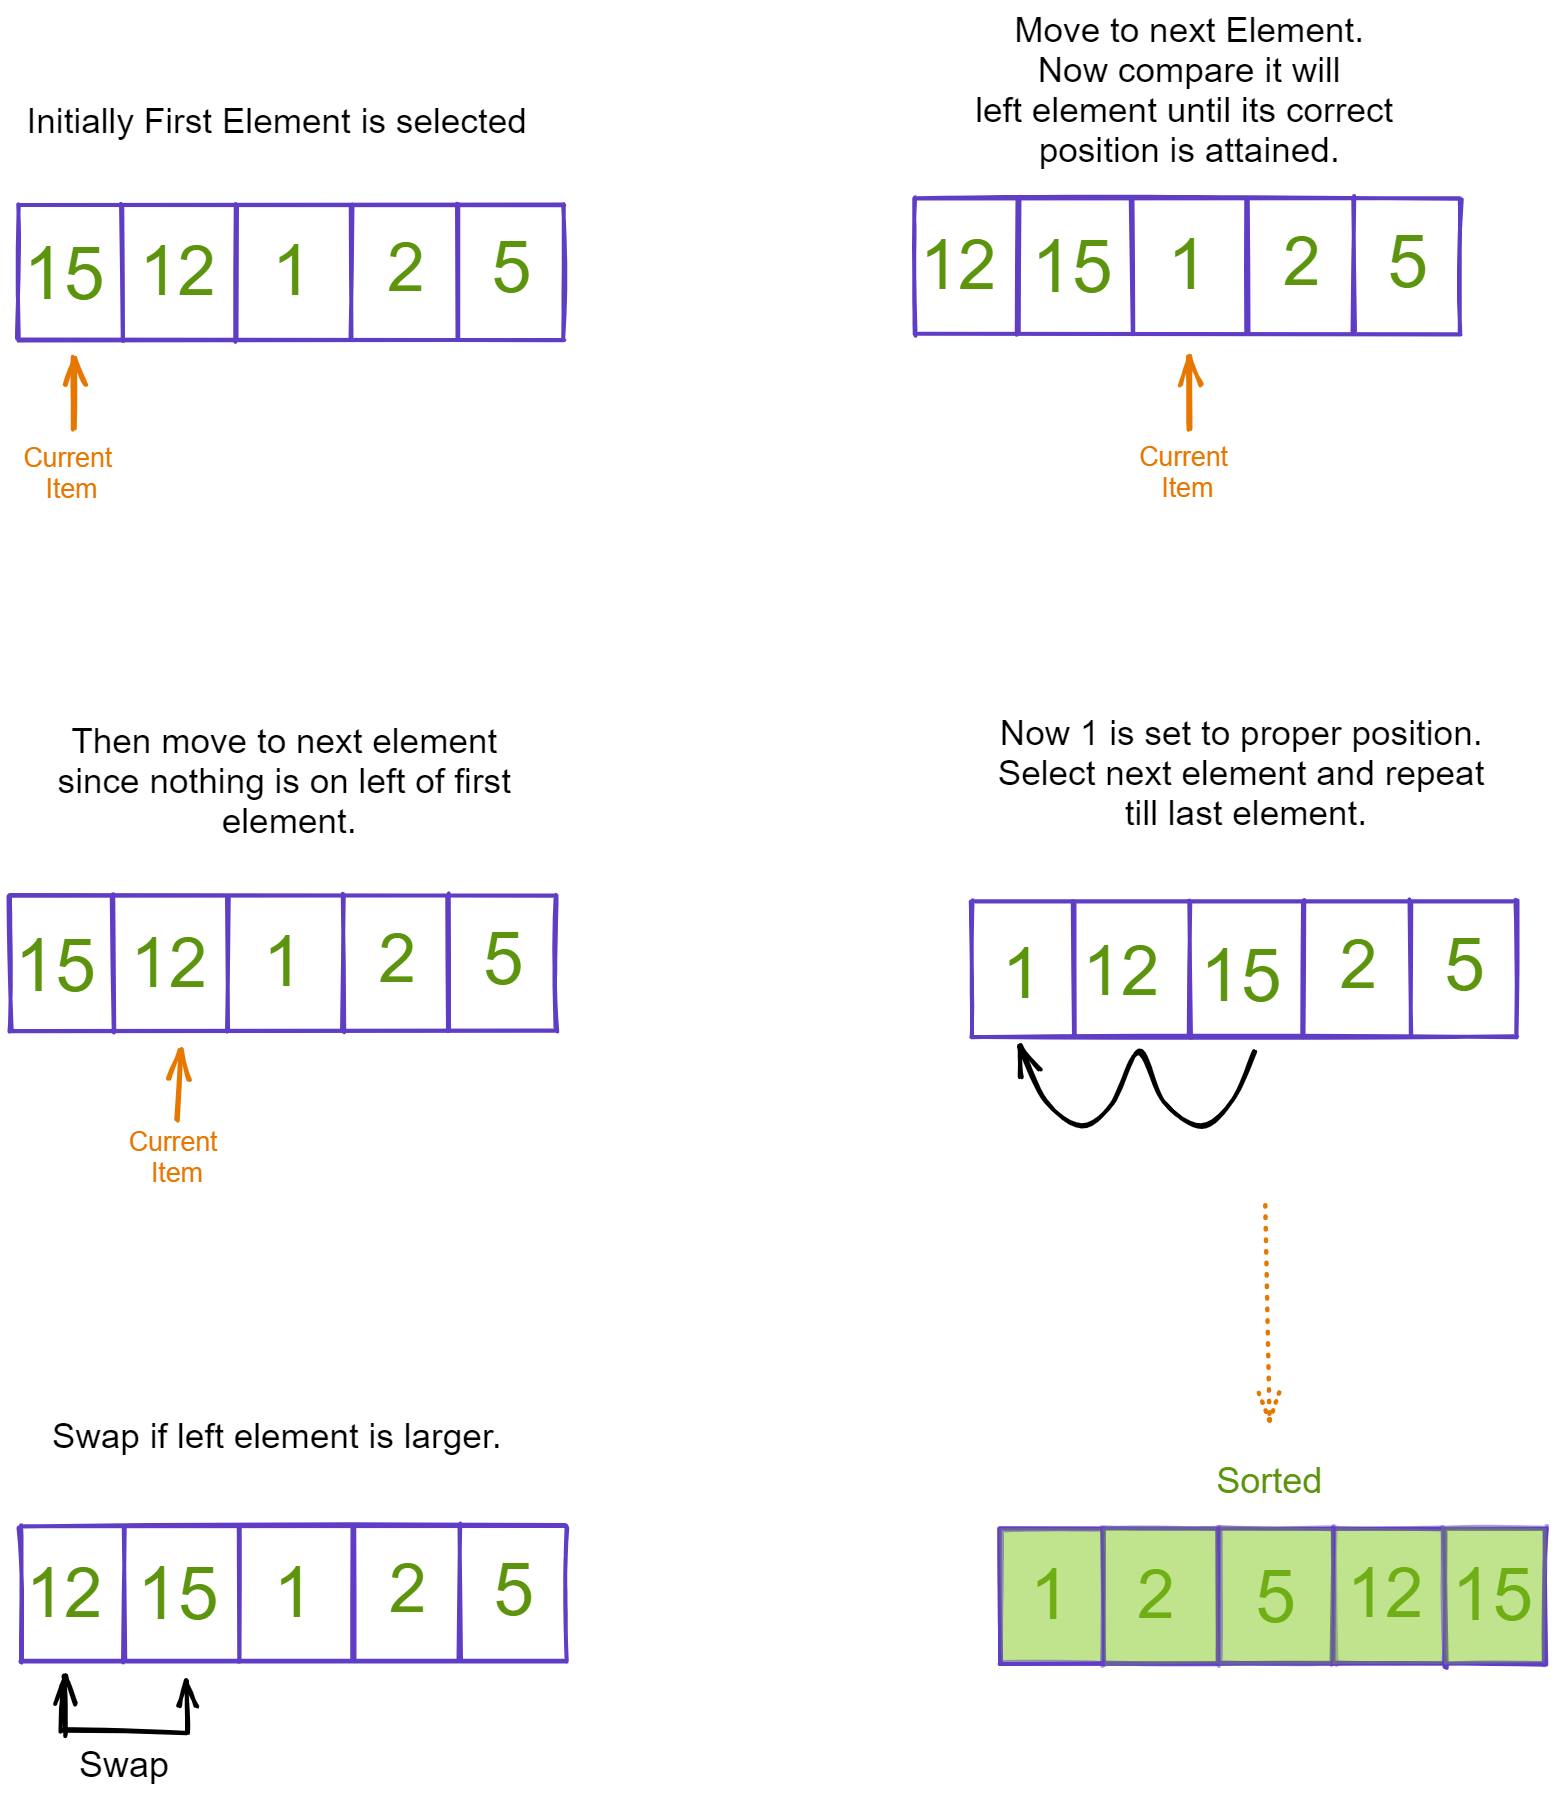 Initially First Element is selected
15 12 1 2 5
Current
Item
Then move to next element
since nothing is on left of first
element.
15 12 1 2 5
Current
Item
Swap if left element is larger.
12 15 1 2 5
Swap
Move to next Element.
Now compare it will
left element until its correct
position is attained.
12 15 1 2 5
Current
Item
Now 1 is set to proper position.
Select next element and repeat
till last element.
1 12 15 2 5
Sorted
1 2 5 12 15